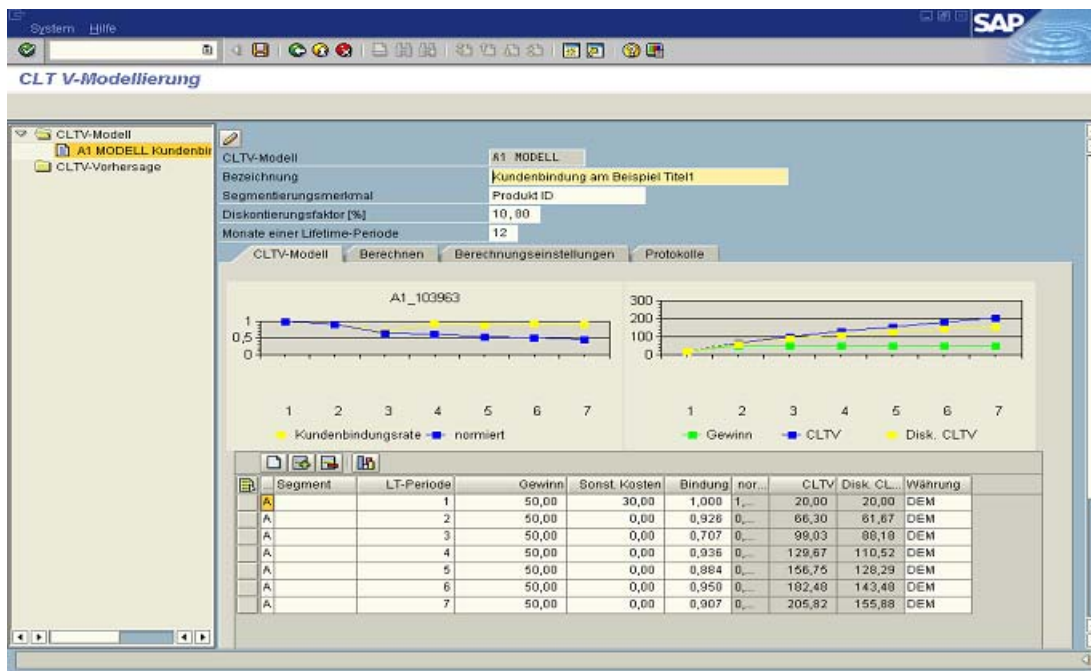 System Hilfe
SAP
CLT V-Modellierung
CLTV-Modell
A1 MODELL Kundenbir
CLTV-Vorhersage
CLTV-Modell A1 MODELL
Bezeichnung Kundenbindung am Beispiel Titel1
Segmentierungsmerkmal Produkt ID
Diskontierungsfaktor [%] 10,00
Monate einer Lifetime-Periode 12
CLTV-Modell Berechnen Berechnungseinstellungen Protokolle
A1_103963
1
0,5
0
1 2 3 4 5 6 7
Kundenbindungsrate normiert
300
200
100
0
1 2 3 4 5 6 7
Gewinn CLTV Disk. CLTV
Segment LT-Periode Gewinn Sonst. Kosten Bindung nor... CLTV Disk. CL... Währung
A 1 50,00 30,00 1,000 1,... 20,00 20,00 DEM
A 2 50,00 0,00 0,926 0,... 66,30 61,67 DEM
A 3 50,00 0,00 0,707 0,... 99,03 88,18 DEM
A 4 50,00 0,00 0,936 0,... 129,67 110,52 DEM
A 5 50,00 0,00 0,884 0,... 156,75 128,29 DEM
A 6 50,00 0,00 0,950 0,... 182,48 143,48 DEM
A 7 50,00 0,00 0,907 0,... 205,82 155,88 DEM